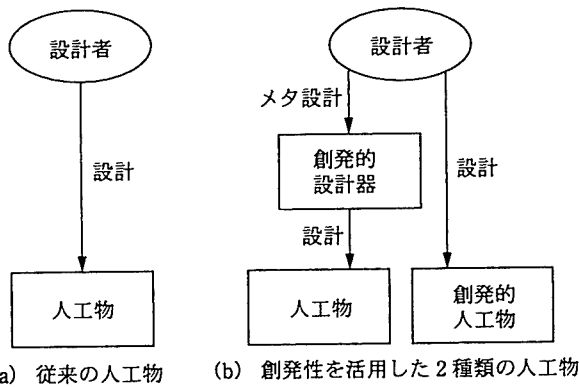 設計者
設計
人工物
a) 従来の人工物
設計者
メタ設計
創発的
設計器
設計
設計
人工物
創発的
人工物
(b) 創発性を活用した2種類の人工物